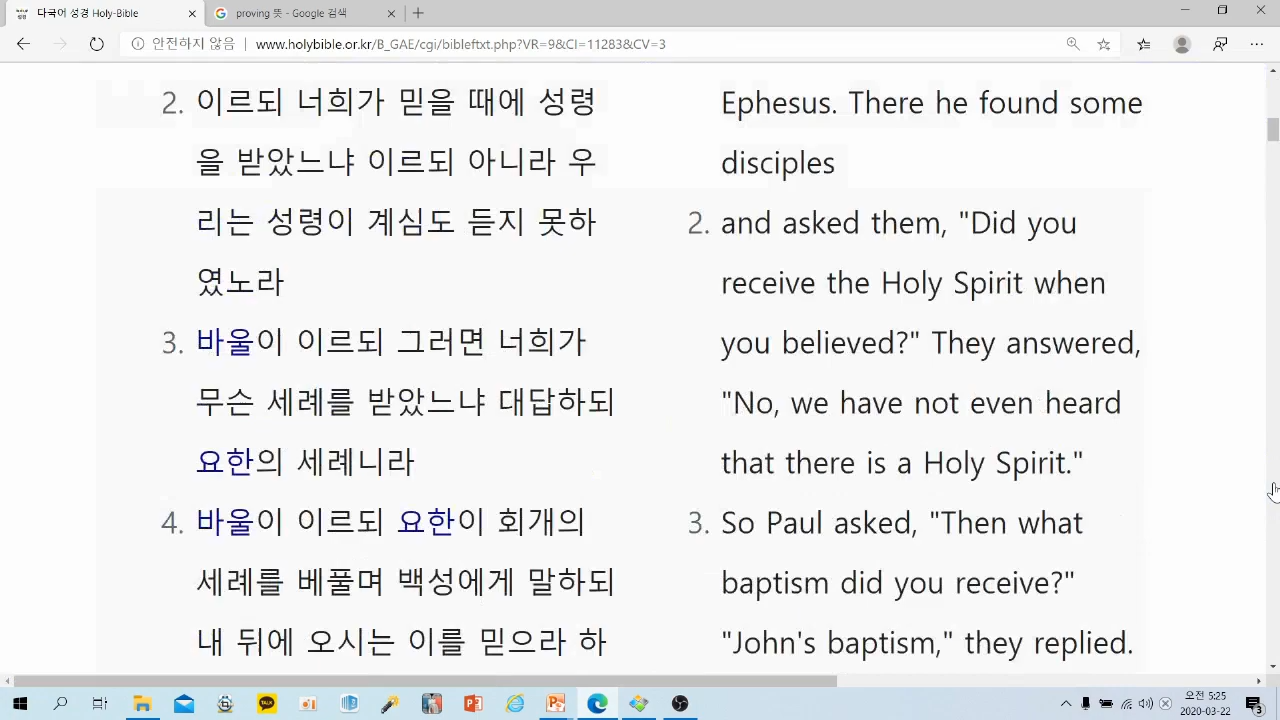 다국어 성경 Holy-Bible
proving 뜻 - Google 검색
안전하지 않음
www.holybible.or.kr/B_GAE/cgi/bibleftxt.php?VR=9&CI=11283&CV=3
2. 이르되 너희가 믿을 때에 성령
을 받았느냐 이르되 아니라 우
리는 성령이 계심도 듣지 못하
였노라
3. 바울이 이르되 그러면 너희가
무슨 세례를 받았느냐 대답하되
요한의 세례니라
4. 바울이 이르되 요한이 회개의
세례를 베풀며 백성에게 말하되
내 뒤에 오시는 이를 믿으라 하
Ephesus. There he found some
disciples
2. and asked them, "Did you
receive the Holy Spirit when
you believed?" They answered,
"No, we have not even heard
that there is a Holy Spirit."
3. So Paul asked, "Then what
baptism did you receive?"
"John's baptism," they replied.
오전 5:25
2020-03-22